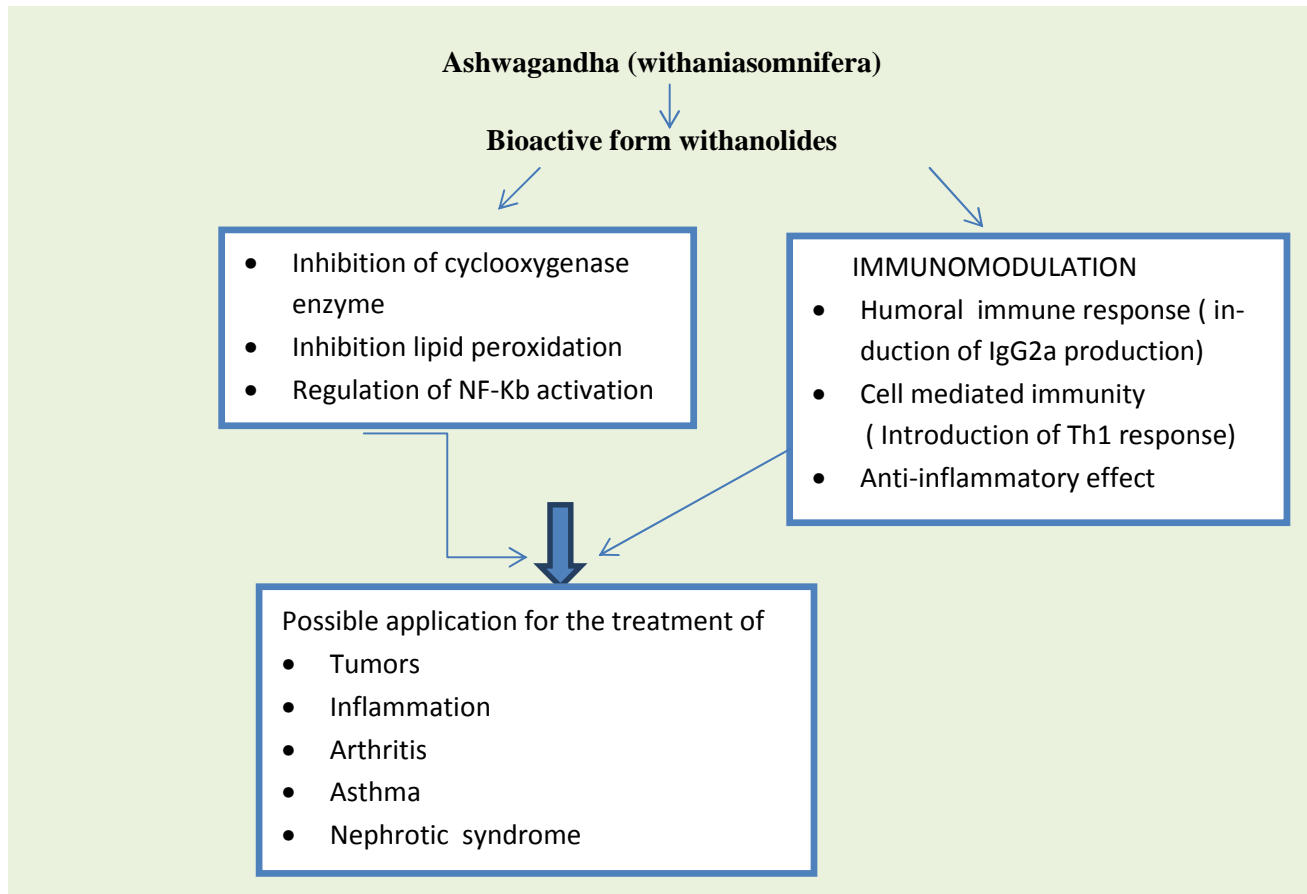 Ashwagandha (withaniasomnifera)
Bioactive form withanolides
• Inhibition of cyclooxygenase
enzyme
• Inhibition lipid peroxidation
• Regulation of NF-Kb activation
IMMUNOMODULATION
• Humoral immune response ( in-
duction of IgG2a production)
• Cell mediated immunity
( Introduction of Th1 response)
• Anti-inflammatory effect
Possible application for the treatment of
• Tumors
• Inflammation
• Arthritis
• Asthma
• Nephrotic syndrome